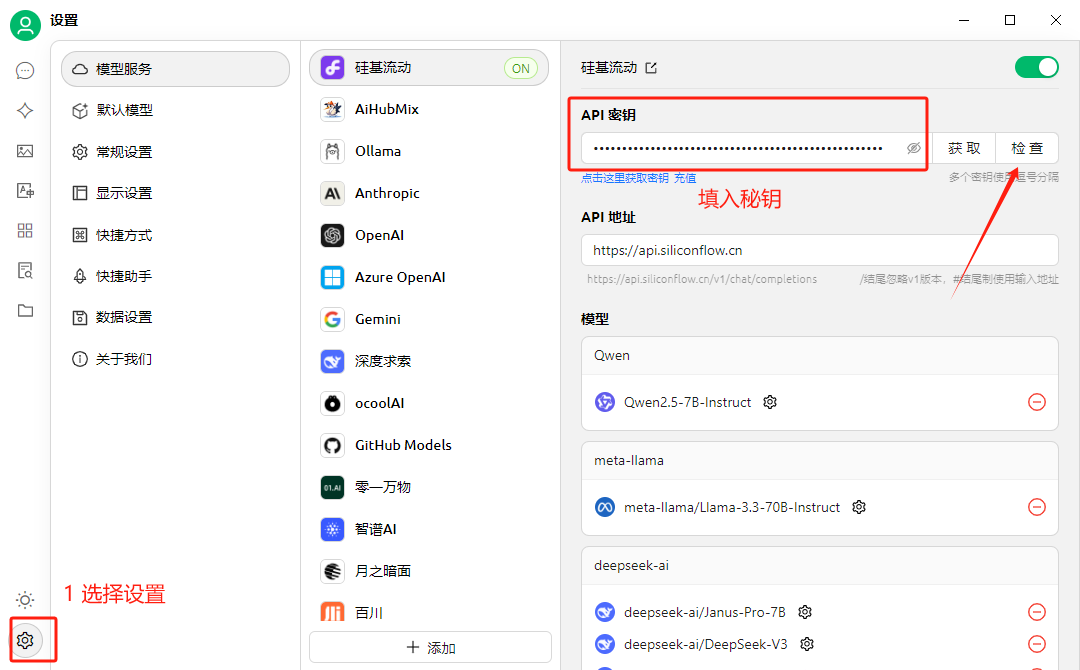 设置
模型服务
默认模型
常规设置
显示设置
快捷方式
快捷助手
数据设置
关于我们
1 选择设置
硅基流动 ON
AiHubMix
Ollama
Anthropic
OpenAI
Azure OpenAI
Gemini
深度求索
ocoolAI
GitHub Models
01.AI 零一万物
智谱AI
月之暗面
百川
添加
硅基流动
API 密钥
获取 检查
点击这里获取密钥 充值
多个密钥使用逗号分隔
填入秘钥
API 地址
https://api.siliconflow.cn
https://api.siliconflow.cn/v1/chat/completions
/结尾忽略v1版本，#结尾制使用输入地址
模型
Qwen
Qwen2.5-7B-Instruct
meta-llama
meta-llama/Llama-3.3-70B-Instruct
deepseek-ai
deepseek-ai/Janus-Pro-7B
deepseek-ai/DeepSeek-V3